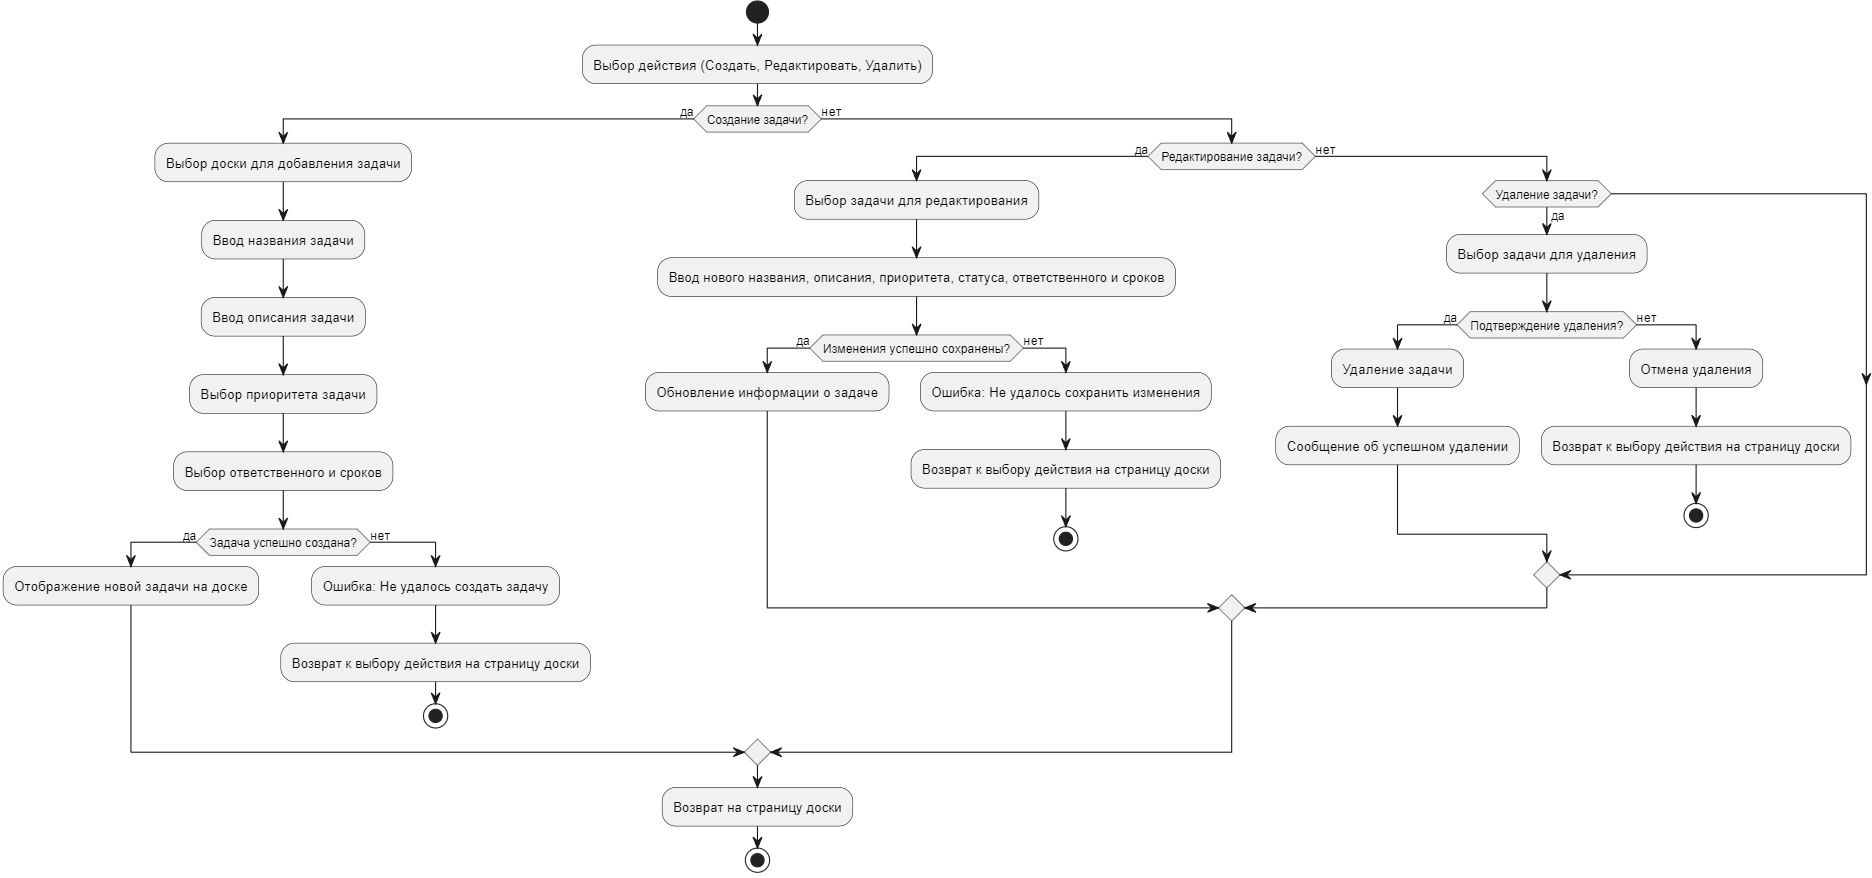 Выбор действия (Создать, Редактировать, Удалить)
да
Создание задачи?
нет
Выбор доски для добавления задачи
Ввод названия задачи
Ввод описания задачи
Выбор приоритета задачи
Выбор ответственного и сроков
да
Задача успешно создана?
нет
Отображение новой задачи на доске
Ошибка: Не удалось создать задачу
Возврат к выбору действия на страницу доски
да
Редактирование задачи?
нет
Выбор задачи для редактирования
Ввод нового названия, описания, приоритета, статуса, ответственного и сроков
да
Изменения успешно сохранены?
нет
Обновление информации о задаче
Ошибка: Не удалось сохранить изменения
Возврат к выбору действия на страницу доски
Удаление задачи?
да
Выбор задачи для удаления
да
Подтверждение удаления?
нет
Удаление задачи
Сообщение об успешном удалении
Отмена удаления
Возврат к выбору действия на страницу доски
Возврат на страницу доски